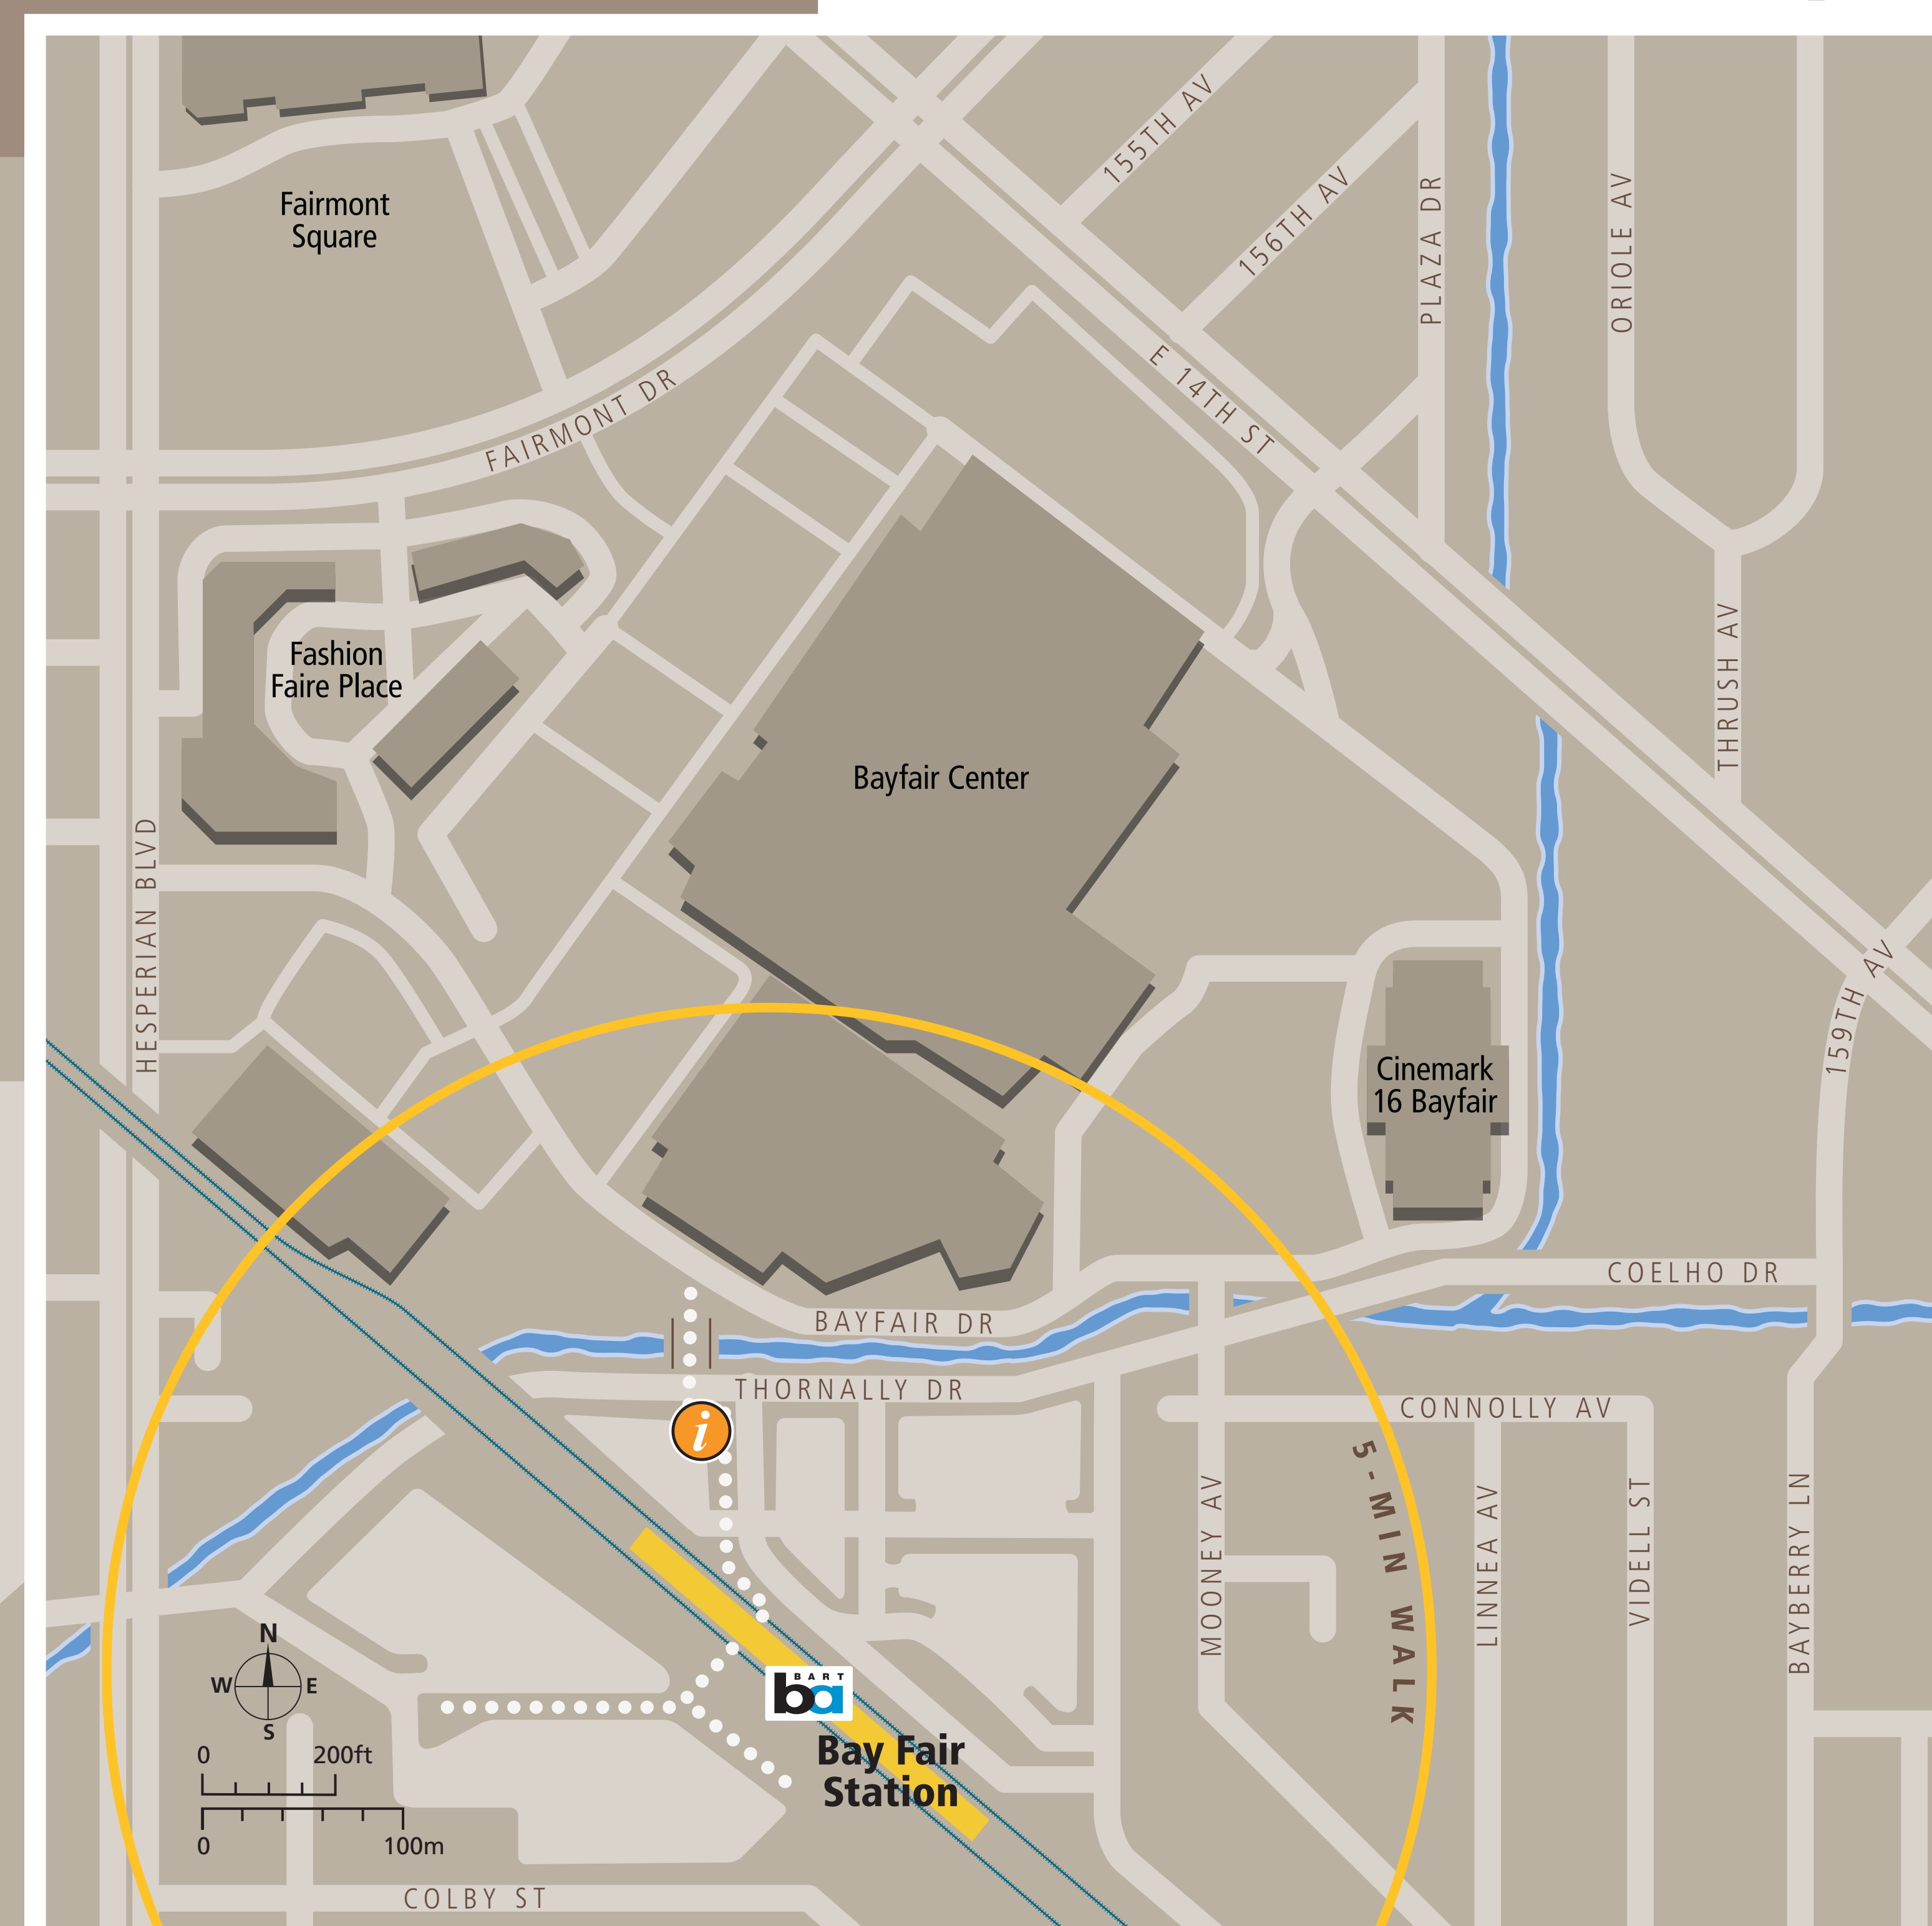 155TH AV
156TH AV
PLAZA DR
ORIOLE AV
Fairmont
Square
E 14TH ST
FAIRMONT DR
THRUSH AV
Fashion
Faire Place
Bayfair Center
HESPERIAN BLVD
159TH AV
Cinemark
16 Bayfair
COELHO DR
BAYFAIR DR
THORNALLY DR
CONNOLLY AV
i
5-MIN WALK
MOONEY AV
LINNEA AV
VIDELL ST
BAYBERRY LN
N
W E
S
BART
ba
Bay Fair
Station
0 200ft
0 100m
COLBY ST